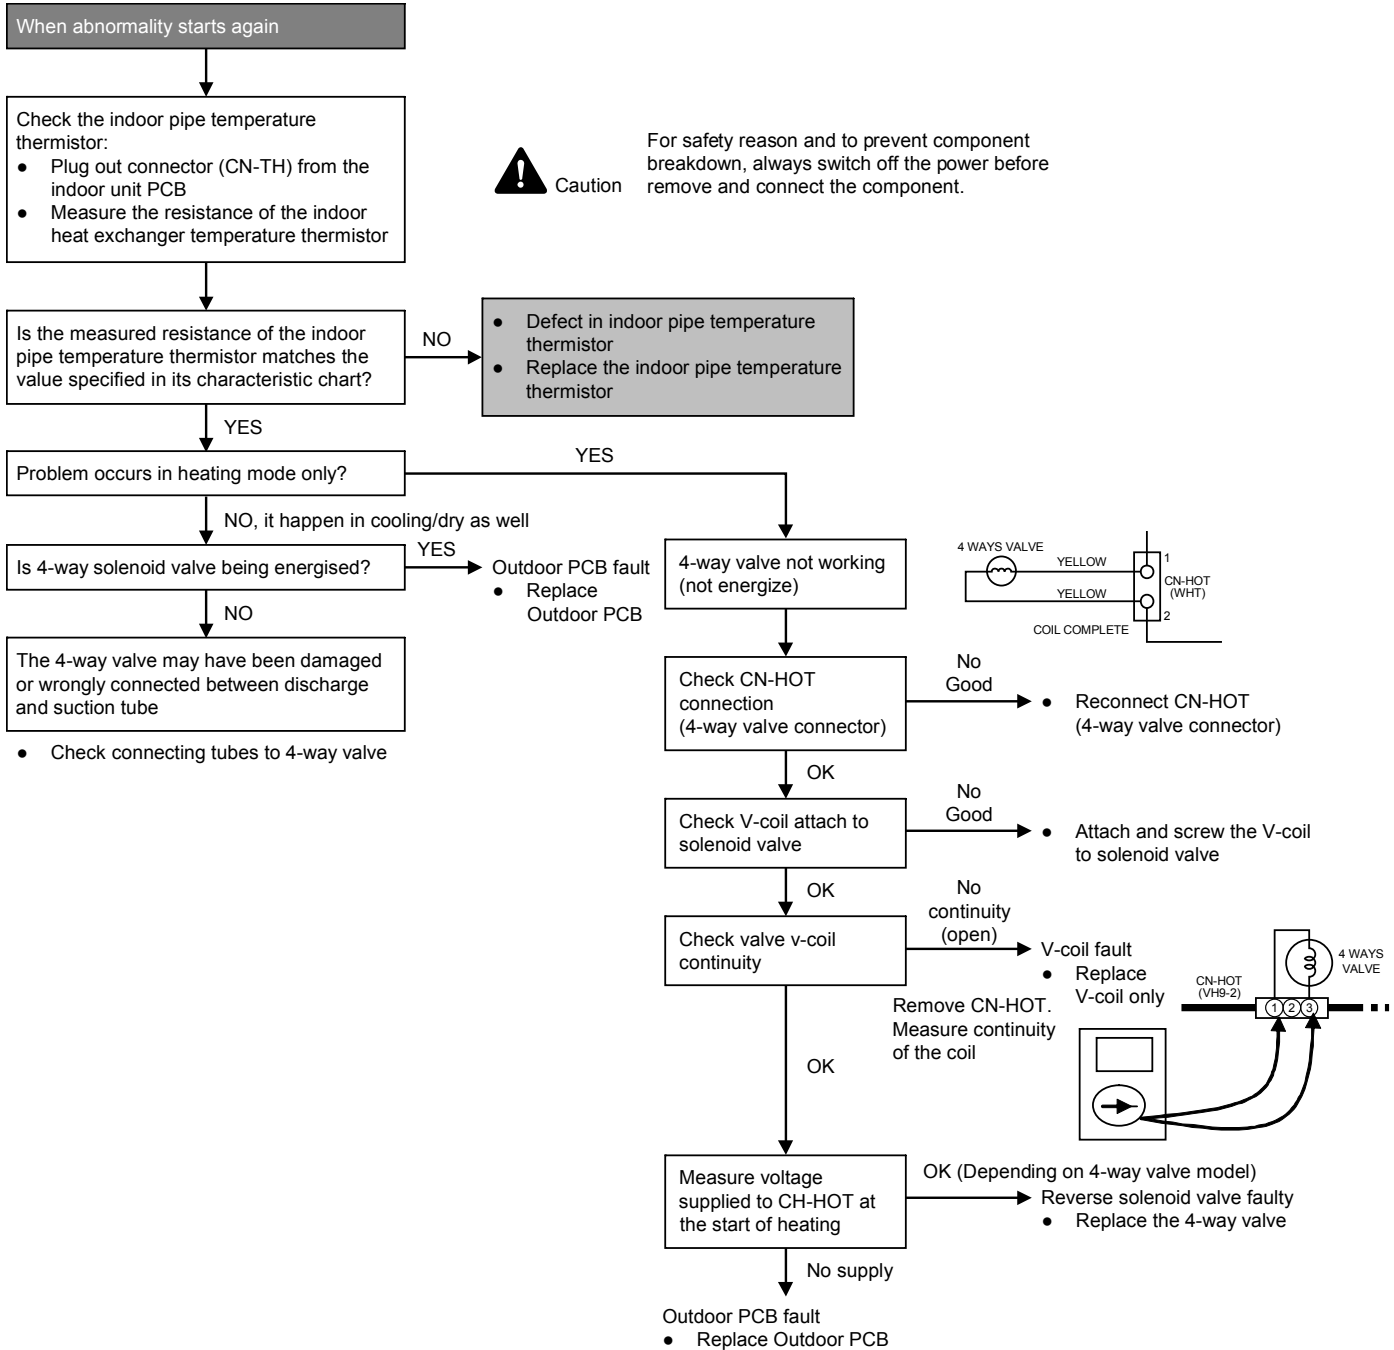 When abnormality starts again
Check the indoor pipe temperature
thermistor:
● Plug out connector (CN-TH) from the
indoor unit PCB
● Measure the resistance of the indoor
heat exchanger temperature thermistor
Caution
For safety reason and to prevent component
breakdown, always switch off the power before
remove and connect the component.
Is the measured resistance of the indoor
pipe temperature thermistor matches the
value specified in its characteristic chart?
NO
● Defect in indoor pipe temperature
thermistor
● Replace the indoor pipe temperature
thermistor
YES
Problem occurs in heating mode only?
YES
NO, it happen in cooling/dry as well
Is 4-way solenoid valve being energised?
YES
Outdoor PCB fault
● Replace
Outdoor PCB
NO
The 4-way valve may have been damaged
or wrongly connected between discharge
and suction tube
● Check connecting tubes to 4-way valve
4-way valve not working
(not energize)
4 WAYS VALVE
YELLOW
YELLOW
1
CN-HOT
(WHT)
2
COIL COMPLETE
Check CN-HOT
connection
(4-way valve connector)
No
Good
● Reconnect CN-HOT
(4-way valve connector)
OK
Check V-coil attach to
solenoid valve
No
Good
● Attach and screw the V-coil
to solenoid valve
OK
Check valve v-coil
continuity
No
continuity
(open)
V-coil fault
● Replace
V-coil only
Remove CN-HOT.
Measure continuity
of the coil
CN-HOT
(VH9-2)
4 WAYS
VALVE
1 2 3
OK
Measure voltage
supplied to CH-HOT at
the start of heating
OK (Depending on 4-way valve model)
Reverse solenoid valve faulty
● Replace the 4-way valve
No supply
Outdoor PCB fault
● Replace Outdoor PCB